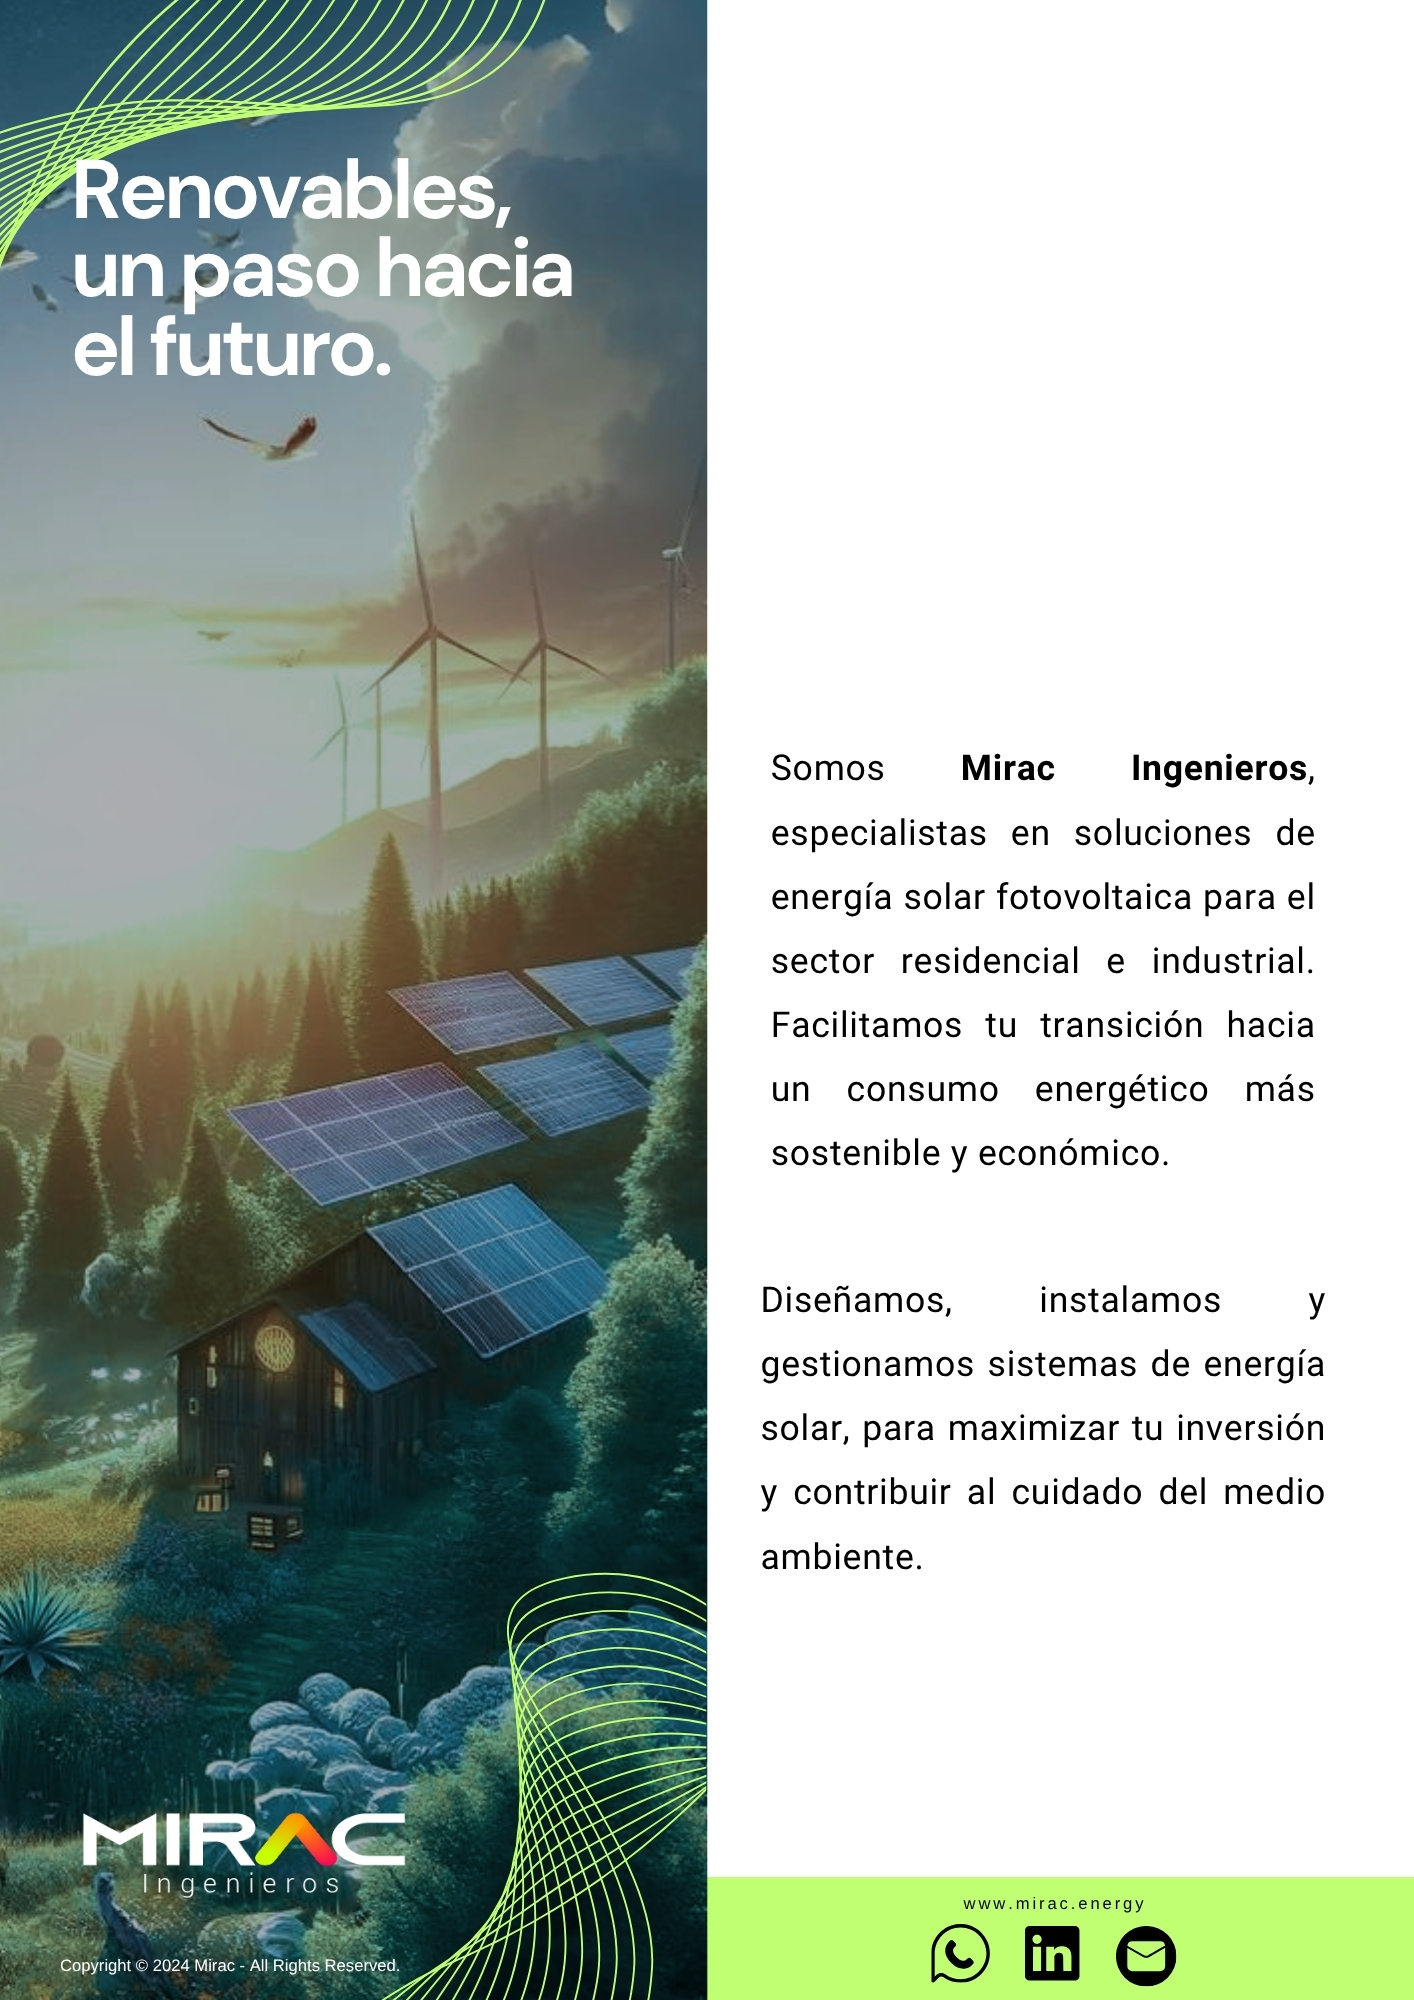 Renovables,
un paso hacia
el futuro.
Somos Mirac Ingenieros,
especialistas en soluciones de
energía solar fotovoltaica para el
sector residencial e industrial.
Facilitamos tu transición hacia
un consumo energético más
sostenible y económico.
Diseñamos, instalamos y
gestionamos sistemas de energía
solar, para maximizar tu inversión
y contribuir al cuidado del medio
ambiente.
MIRAC
Ingenieros
Copyright © 2024 Mirac - All Rights Reserved.
www.mirac.energy
in